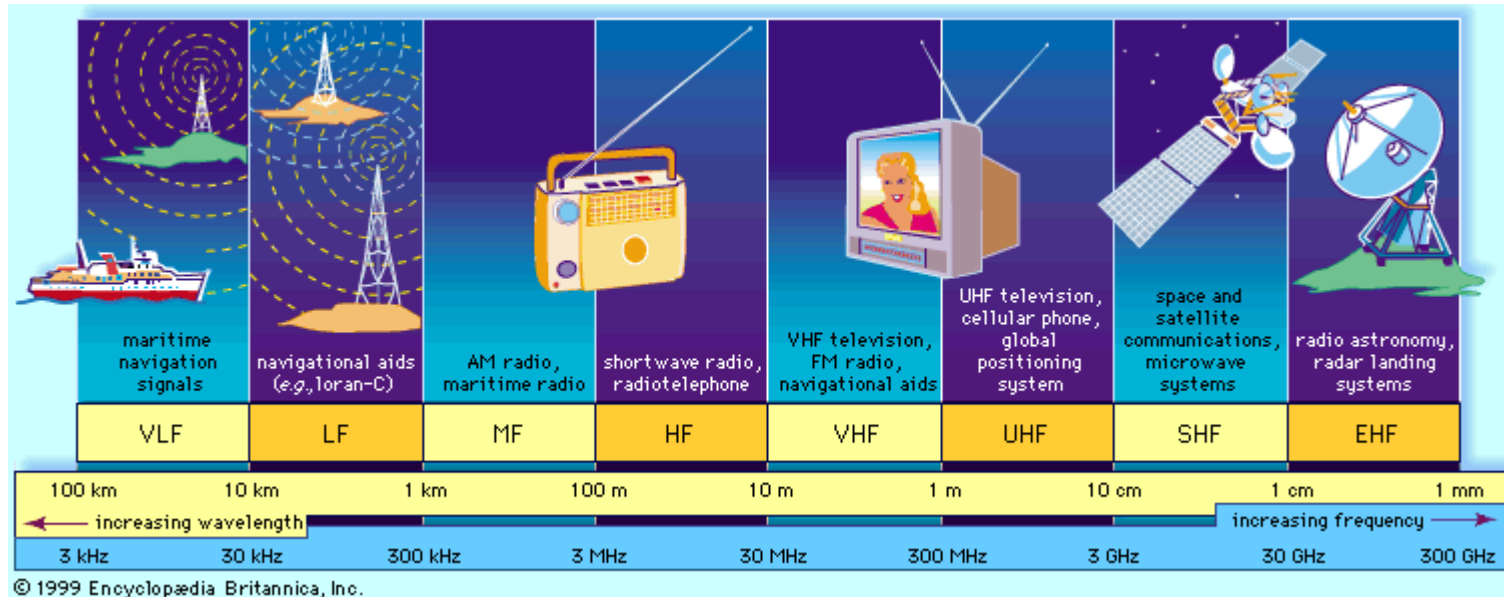 maritime
navigation
signals
navigational aids
(e.g.,loran-C)
AM radio,
maritime radio
shortwave radio,
radiotelephone
VHF television,
FM radio,
navigational aids
UHF television,
cellular phone,
global
positioning
system
space and
satellite
communications,
microwave
systems
radio astronomy,
radar landing
systems
VLF LF MF HF VHF UHF SHF EHF
100 km 10 km 1 km 100 m 10 m 1 m 10 cm 1 cm 1 mm
increasing wavelength increasing frequency
3 kHz 30 kHz 300 kHz 3 MHz 30 MHz 300 MHz 3 GHz 30 GHz 300 GHz
© 1999 Encyclopædia Britannica, Inc.